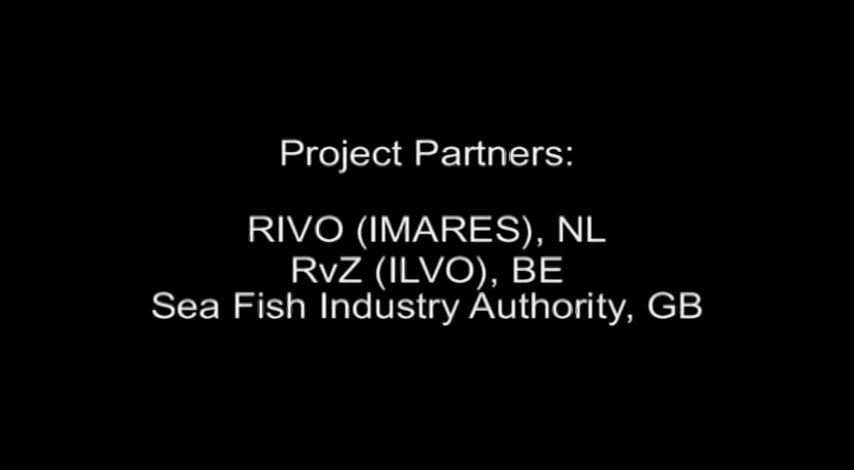 Project Partners:
RIVO (IMARES), NL
RvZ (ILVO), BE
Sea Fish Industry Authority, GB